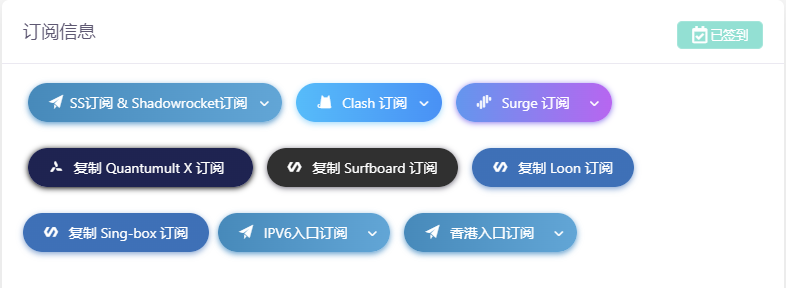 订阅信息
已签到
SS订阅 & Shadowrocket订阅
Clash 订阅
Surge 订阅
复制 Quantumult X 订阅
复制 Surfboard 订阅
复制 Loon 订阅
复制 Sing-box 订阅
IPV6入口订阅
香港入口订阅